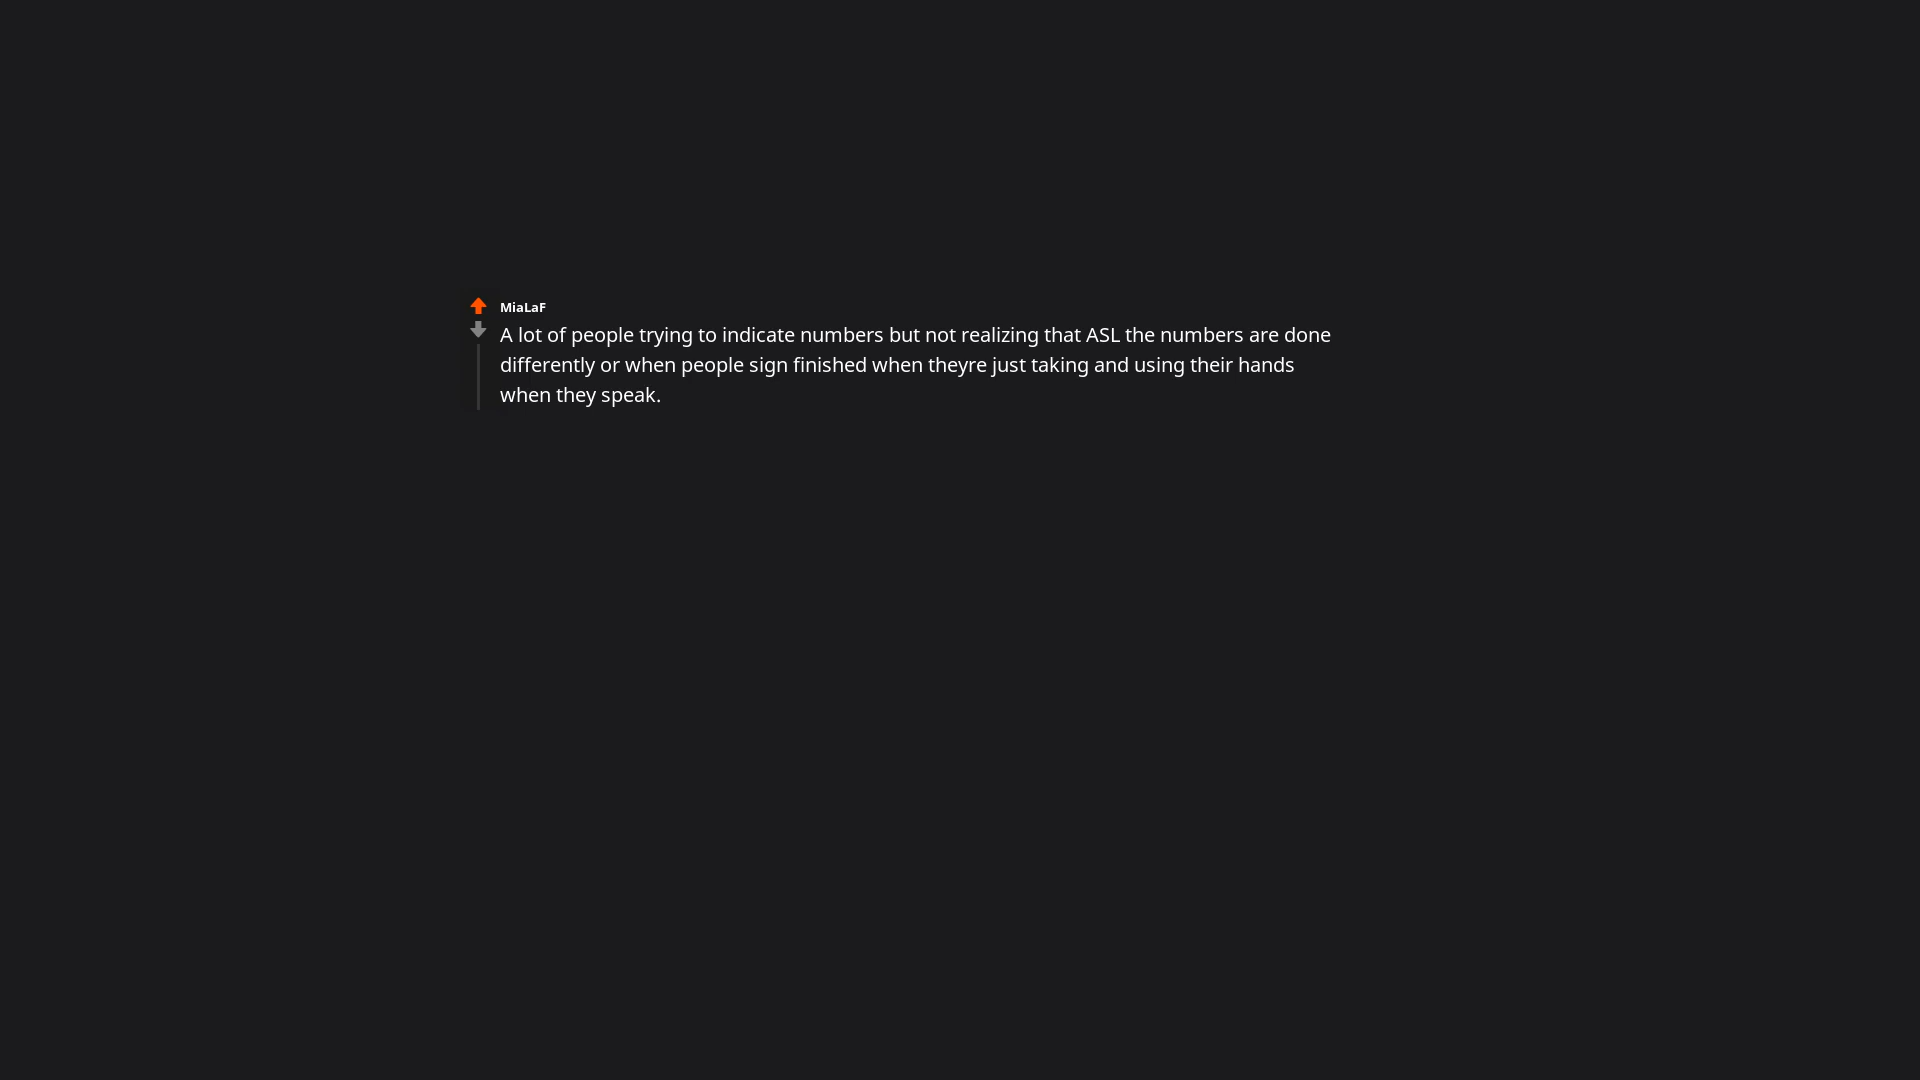 MiaLaF
A lot of people trying to indicate numbers but not realizing that ASL the numbers are done
differently or when people sign finished when theyre just taking and using their hands
when they speak.